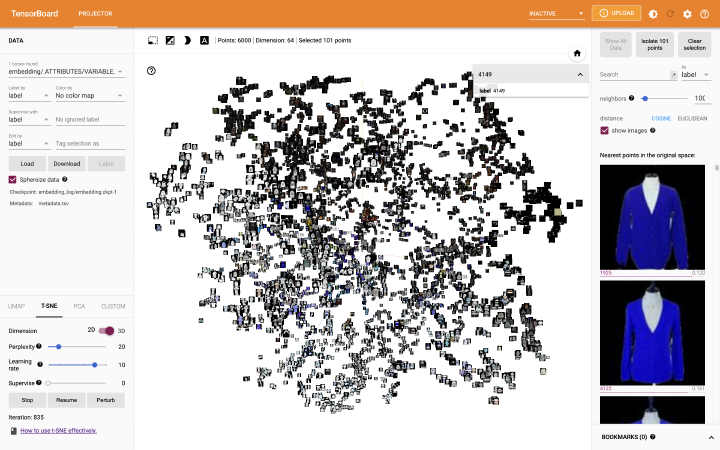 TensorBoard
PROJECTOR
INACTIVE
UPLOAD
DATA
1 tensor found
embedding/.ATTRIBUTES/VARIABLE_
Label by
label
Color by
No color map
Supervise with
label
No ignored label
Edit by
label
Tag selection as
Load
Download
Label
Sphereize data
Checkpoint: embedding_log/embedding.ckpt-1
Metadata: metadata.tsv
UMAP
T-SNE
PCA
CUSTOM
Dimension
2D
3D
Perplexity
20
Learning
rate
10
Supervise
0
Stop
Resume
Perturb
Iteration: 835
How to use t-SNE effectively.
A
Points: 6000
Dimension: 64
Selected 101 points
4149
label 4149
Show All
Data
Isolate 101
points
Clear
selection
Search
by
label
neighbors
distance
COSINE
EUCLIDEAN
show images
Nearest points in the original space:
1925
0.120
4122
0.161
BOOKMARKS (0)